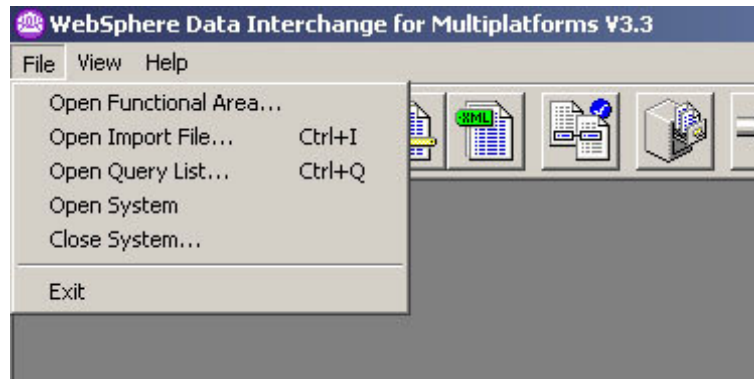 WebSphere Data Interchange for Multiplatforms V3.3
File View Help
Open Functional Area...
Open Import File... Ctrl+I
Open Query List... Ctrl+Q
Open System
Close System...
Exit
XML